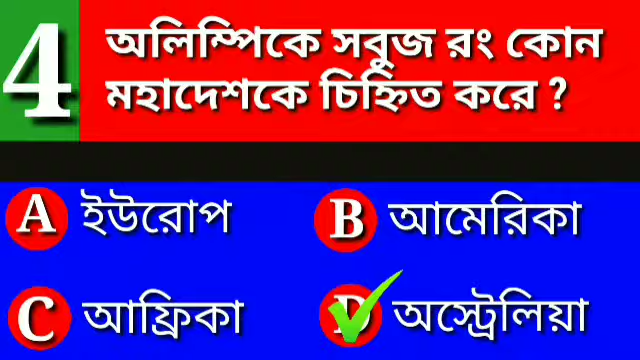 4
অলিম্পিকে সবুজ রং কোন
মহাদেশকে চিহ্নিত করে ?
A ইউরোপ
B আমেরিকা
C আফ্রিকা
D অস্ট্রেলিয়া